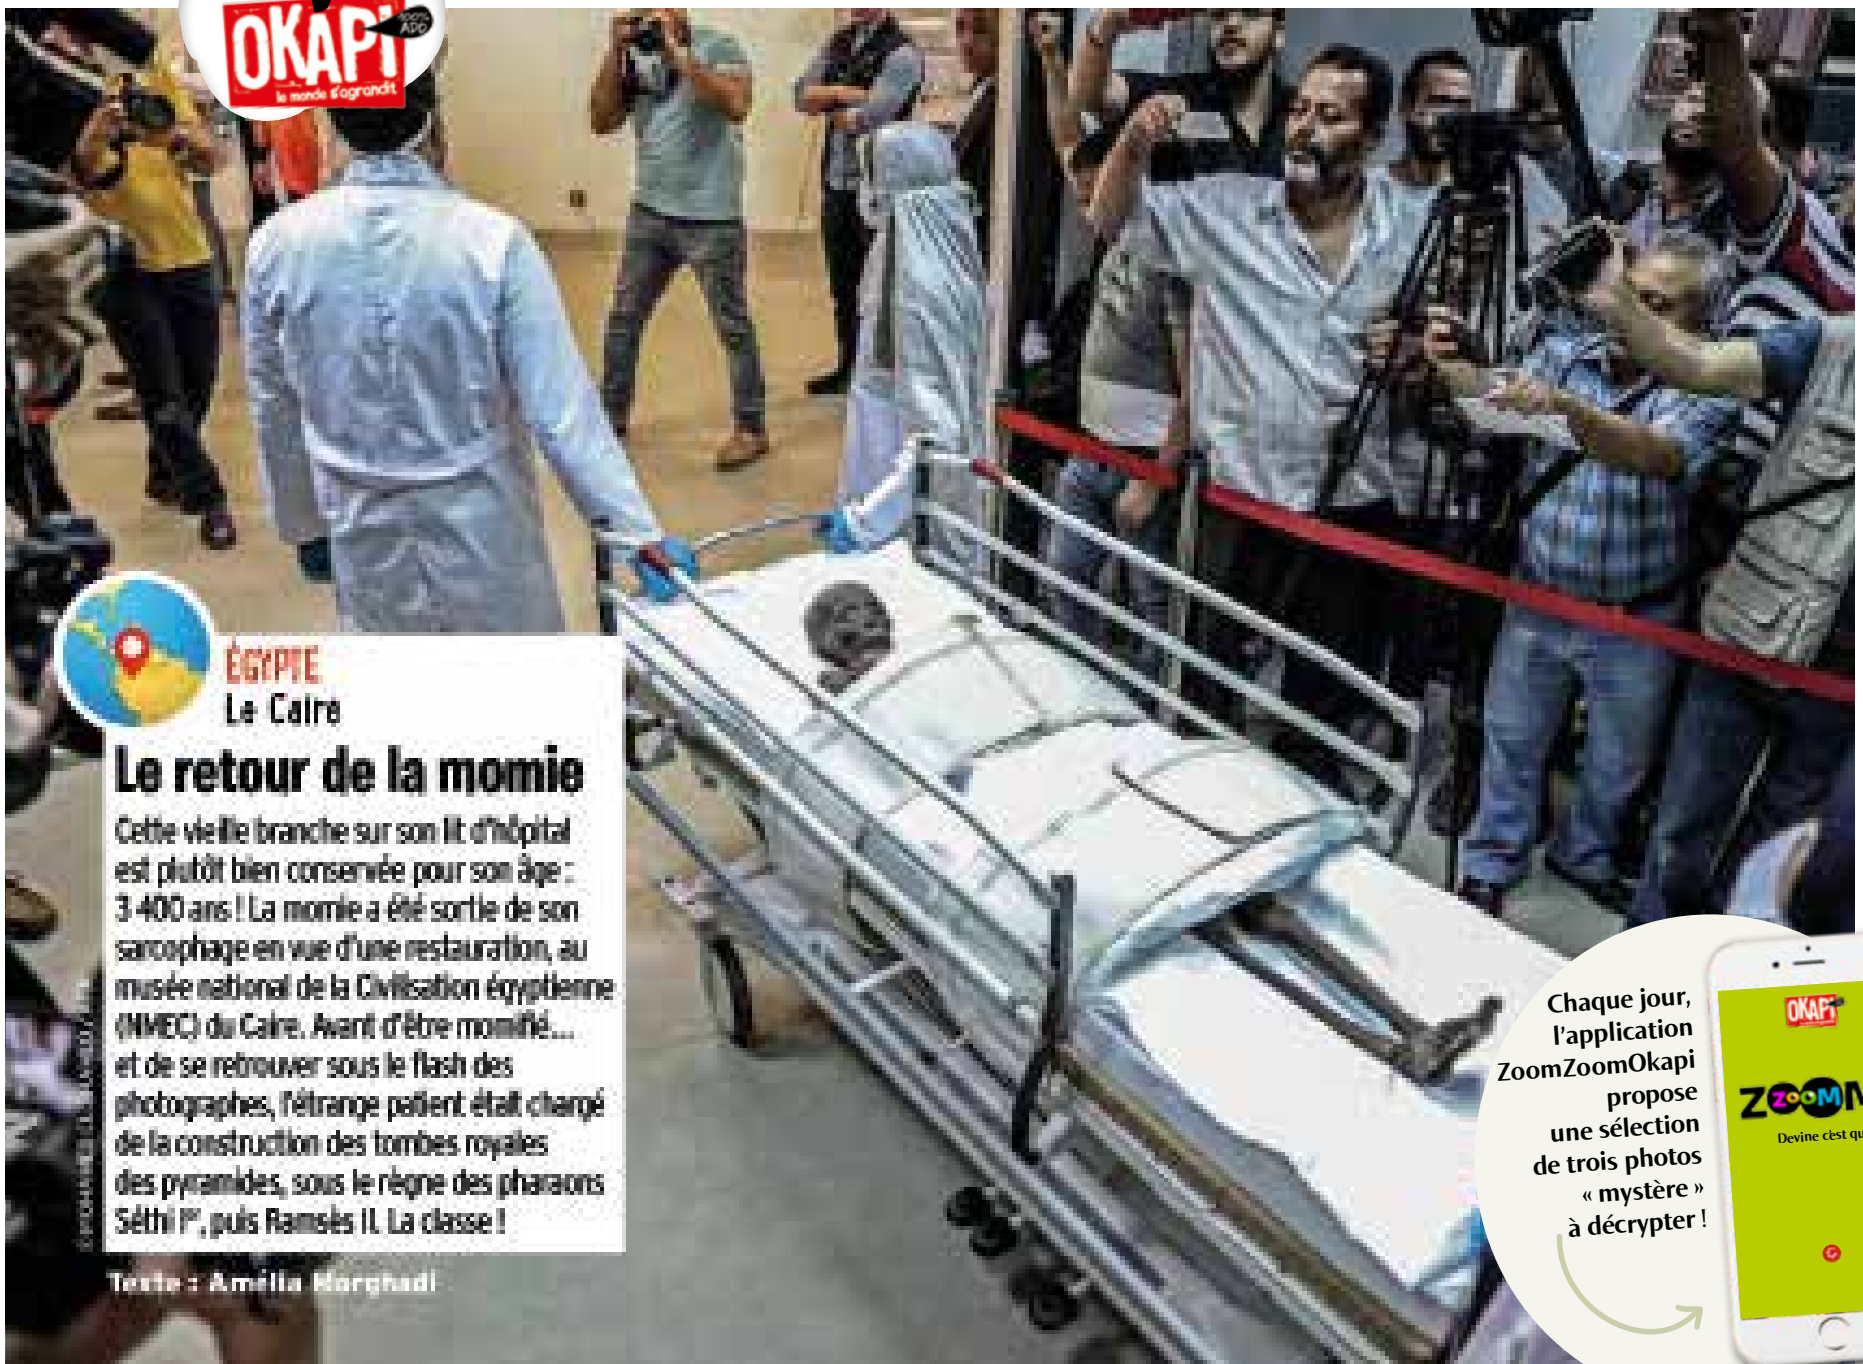 OKAPI
100% ADO
le monde s'agrandit
ÉGYPTE
Le Caire
Le retour de la momie
Cette vieille branche sur son lit d'hôpital
est plutôt bien conservée pour son âge :
3 400 ans ! La momie a été sortie de son
sarcophage en vue d'une restauration, au
musée national de la Civilisation égyptienne
(NMEC) du Caire. Avant d'être momifié...
et de se retrouver sous le flash des
photographes, l'étrange patient était chargé
de la construction des tombes royales
des pyramides, sous le règne des pharaons
Séthi Iᵉʳ, puis Ramsès II. La classe !
Texte : Amélia Morghadi
Chaque jour,
l'application
ZoomZoomOkapi
propose
une sélection
de trois photos
« mystère »
à décrypter !
OKAPI
Devine c'est qu